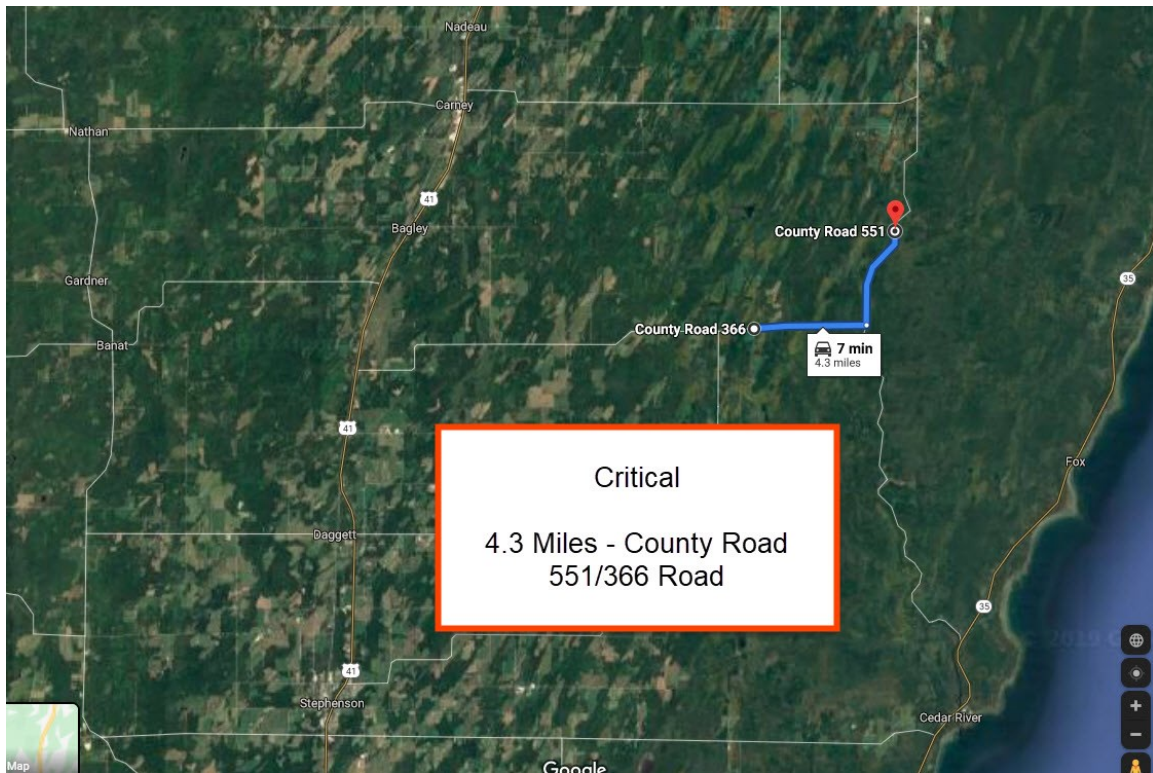 Nadeau
Carney
Nathan
41
Bagley
County Road 551
Gardner
35
County Road 366
Banat
7 min
4.3 miles
41
Fox
Critical
4.3 Miles - County Road
551/366 Road
Daggett
35
41
Stephenson
Cedar River
Map
Google